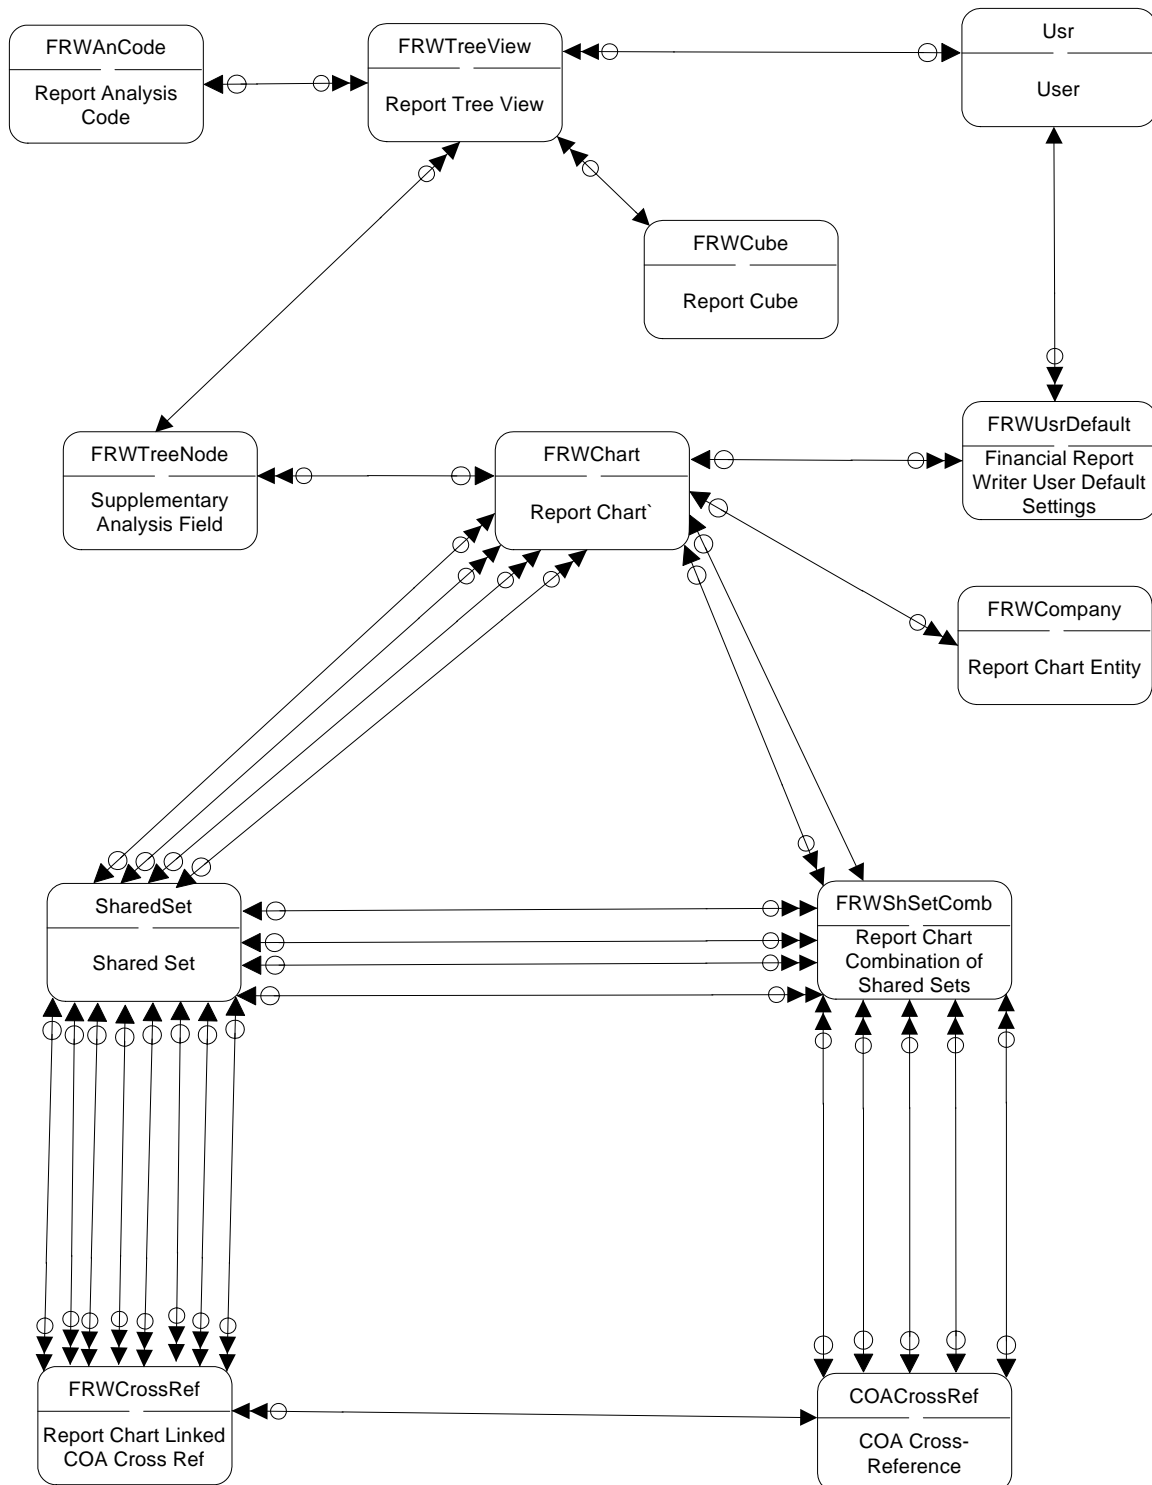 FRWAnCode
Report Analysis
Code
FRWTreeView
Report Tree View
Usr
User
FRWCube
Report Cube
FRWTreeNode
Supplementary
Analysis Field
FRWChart
Report Chart`
FRWUsrDefault
Financial Report
Writer User Default
Settings
FRWCompany
Report Chart Entity
SharedSet
Shared Set
FRWShSetComb
Report Chart
Combination of
Shared Sets
FRWCrossRef
Report Chart Linked
COA Cross Ref
COACrossRef
COA Cross-
Reference